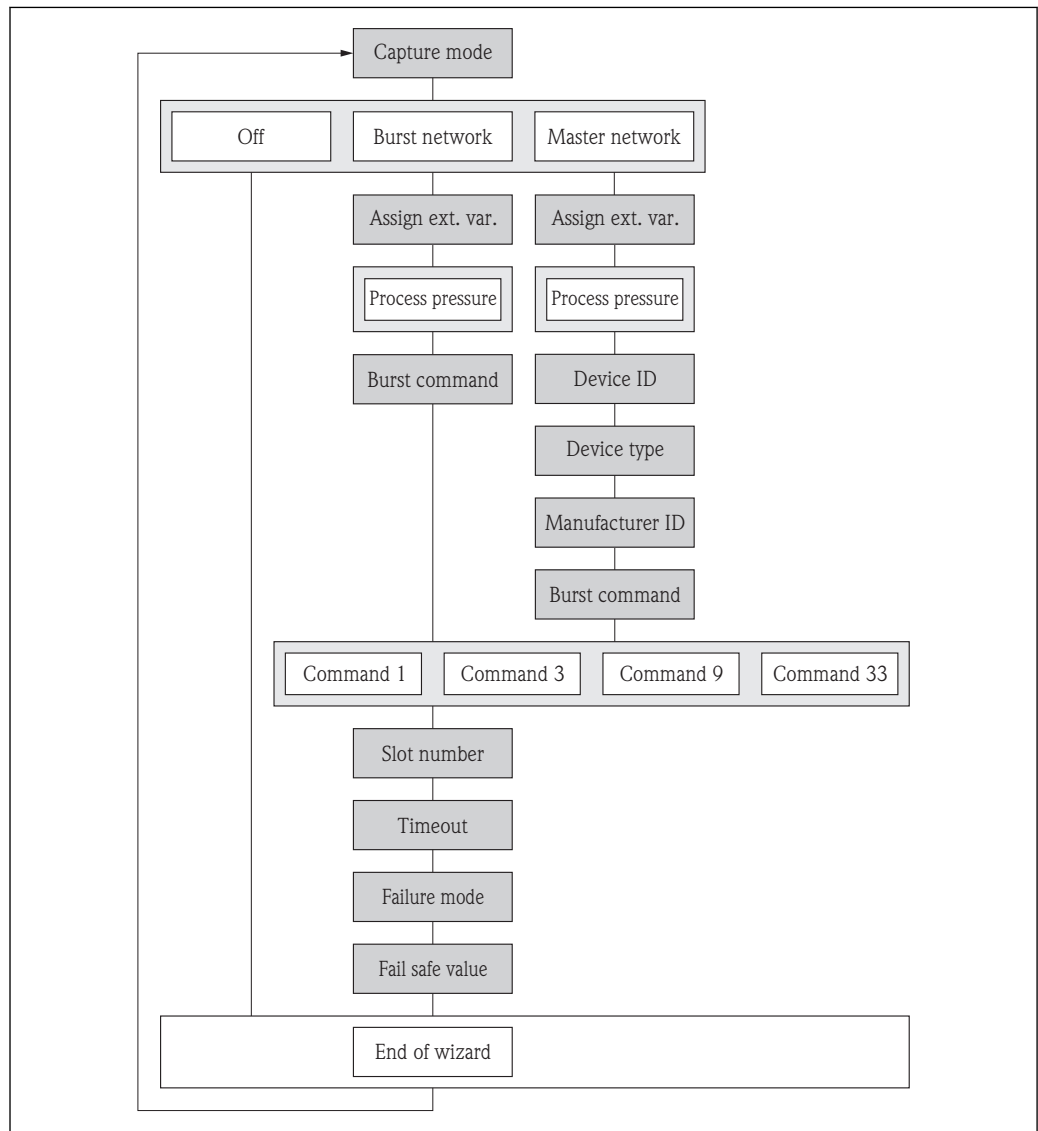 Capture mode
Off
Burst network
Master network
Assign ext. var.
Assign ext. var.
Process pressure
Process pressure
Burst command
Device ID
Device type
Manufacturer ID
Burst command
Command 1
Command 3
Command 9
Command 33
Slot number
Timeout
Failure mode
Fail safe value
End of wizard